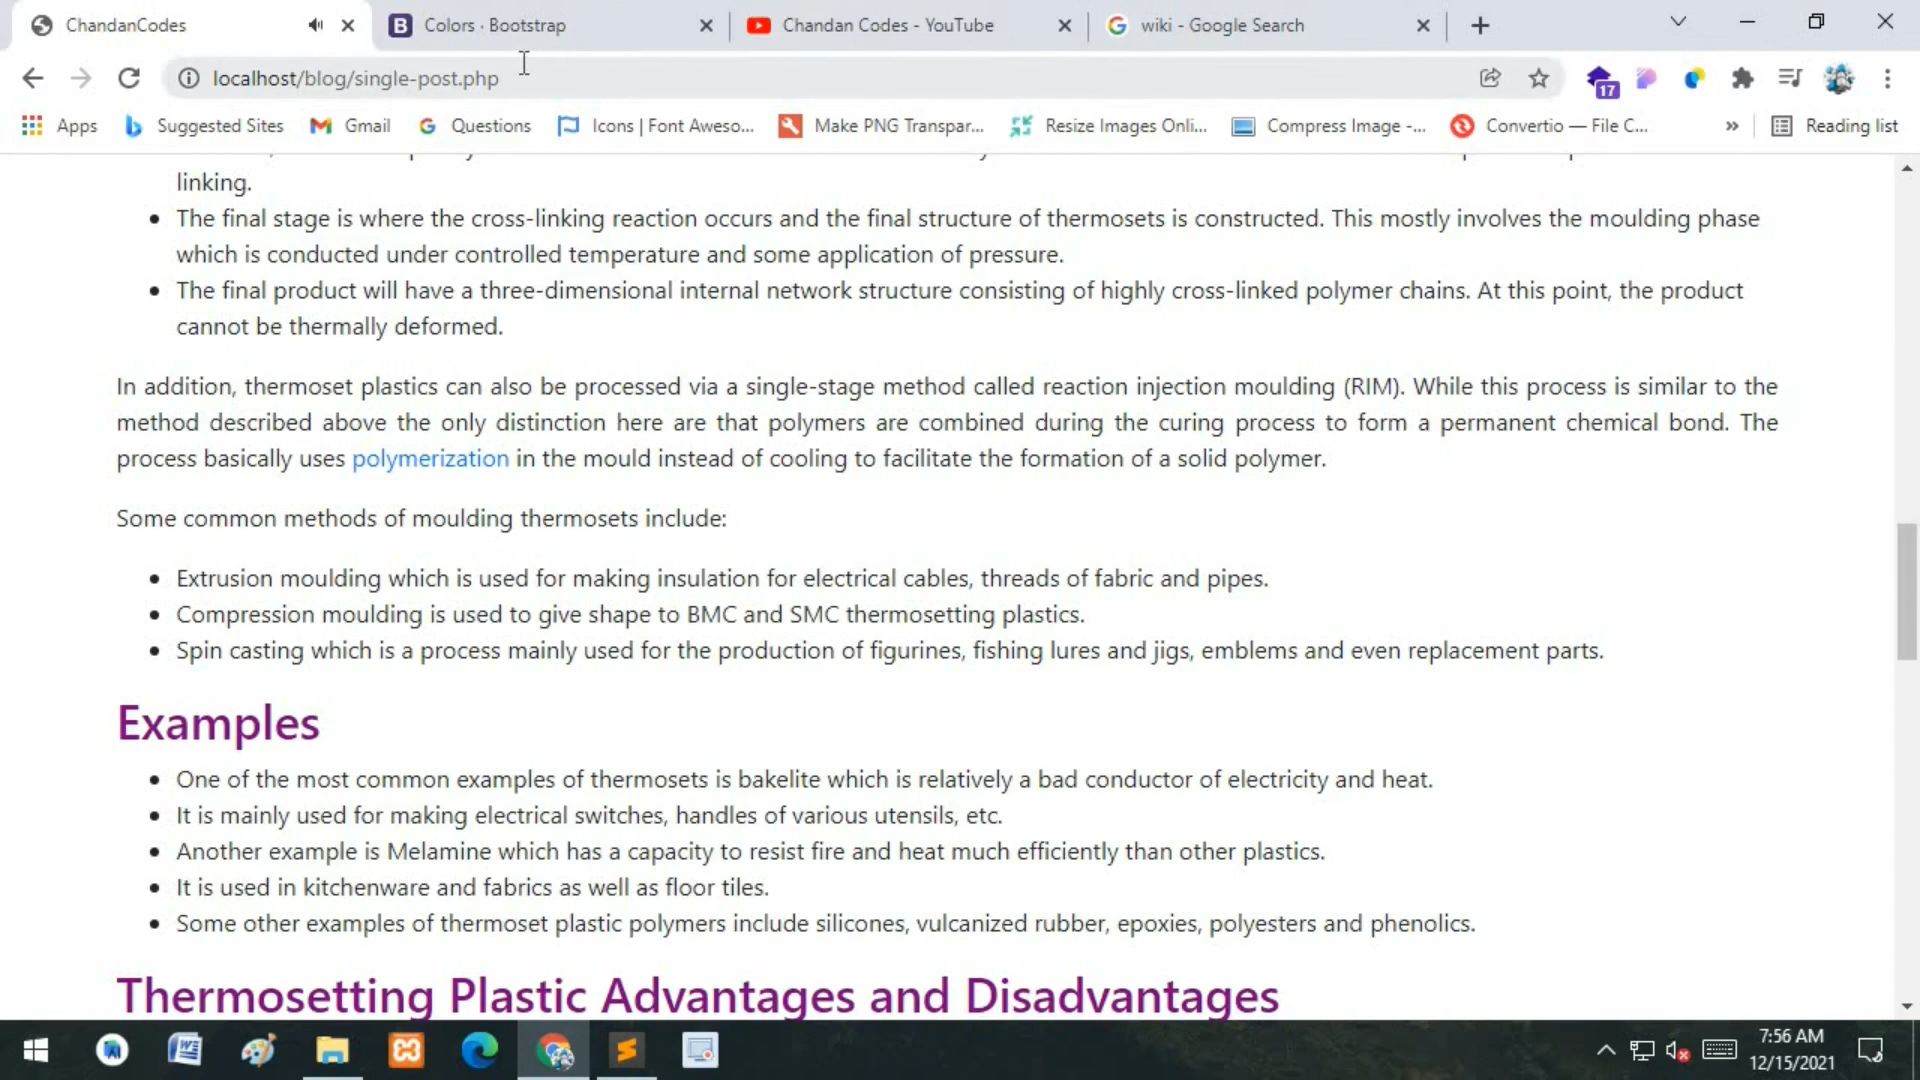 ChandanCodes
Colors · Bootstrap
Chandan Codes - YouTube
wiki - Google Search
localhost/blog/single-post.php
17
Apps
Suggested Sites
Gmail
Questions
Icons | Font Aweso...
Make PNG Transpar...
Resize Images Onli...
Compress Image -...
Convertio — File C...
»
Reading list
linking.
The final stage is where the cross-linking reaction occurs and the final structure of thermosets is constructed. This mostly involves the moulding phase
which is conducted under controlled temperature and some application of pressure.
The final product will have a three-dimensional internal network structure consisting of highly cross-linked polymer chains. At this point, the product
cannot be thermally deformed.
In addition, thermoset plastics can also be processed via a single-stage method called reaction injection moulding (RIM). While this process is similar to the
method described above the only distinction here are that polymers are combined during the curing process to form a permanent chemical bond. The
process basically uses polymerization in the mould instead of cooling to facilitate the formation of a solid polymer.
Some common methods of moulding thermosets include:
Extrusion moulding which is used for making insulation for electrical cables, threads of fabric and pipes.
Compression moulding is used to give shape to BMC and SMC thermosetting plastics.
Spin casting which is a process mainly used for the production of figurines, fishing lures and jigs, emblems and even replacement parts.
Examples
One of the most common examples of thermosets is bakelite which is relatively a bad conductor of electricity and heat.
It is mainly used for making electrical switches, handles of various utensils, etc.
Another example is Melamine which has a capacity to resist fire and heat much efficiently than other plastics.
It is used in kitchenware and fabrics as well as floor tiles.
Some other examples of thermoset plastic polymers include silicones, vulcanized rubber, epoxies, polyesters and phenolics.
Thermosetting Plastic Advantages and Disadvantages
7:56 AM
12/15/2021